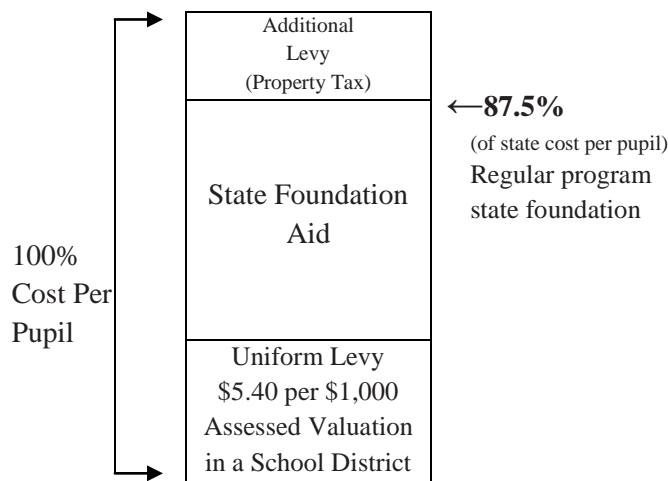 Additional
Levy
(Property Tax)
←87.5%
(of state cost per pupil)
Regular program
state foundation
State Foundation
Aid
100%
Cost Per
Pupil
Uniform Levy
$5.40 per $1,000
Assessed Valuation
in a School District